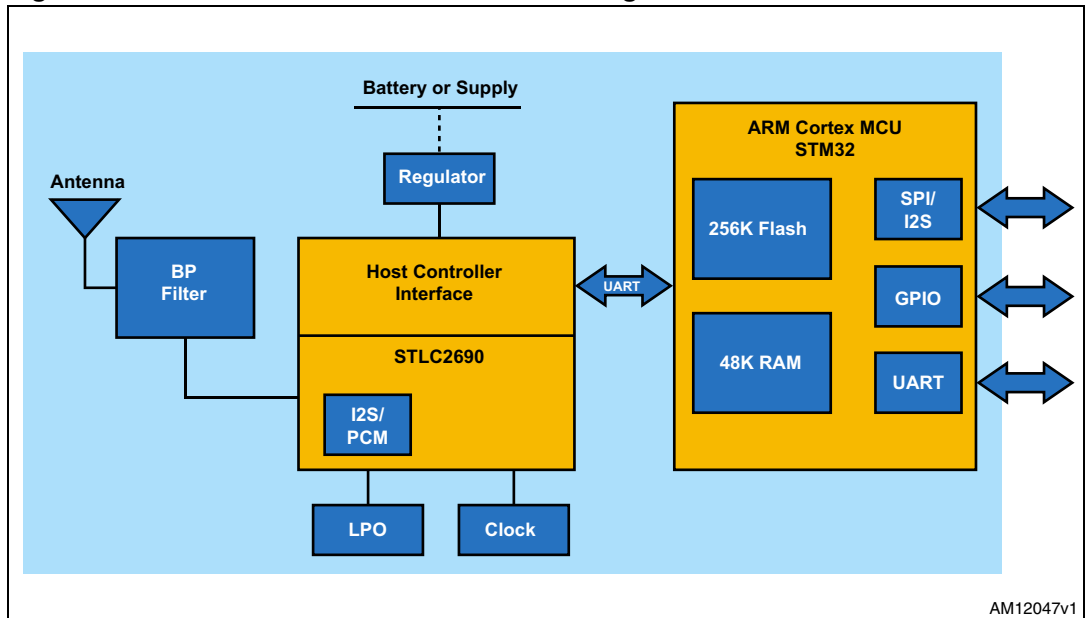 Battery or Supply
Regulator
Antenna
BP
Filter
Host Controller
Interface
STLC2690
I2S/
PCM
LPO
Clock
UART
ARM Cortex MCU
STM32
256K Flash
48K RAM
SPI/
I2S
GPIO
UART
AM12047v1